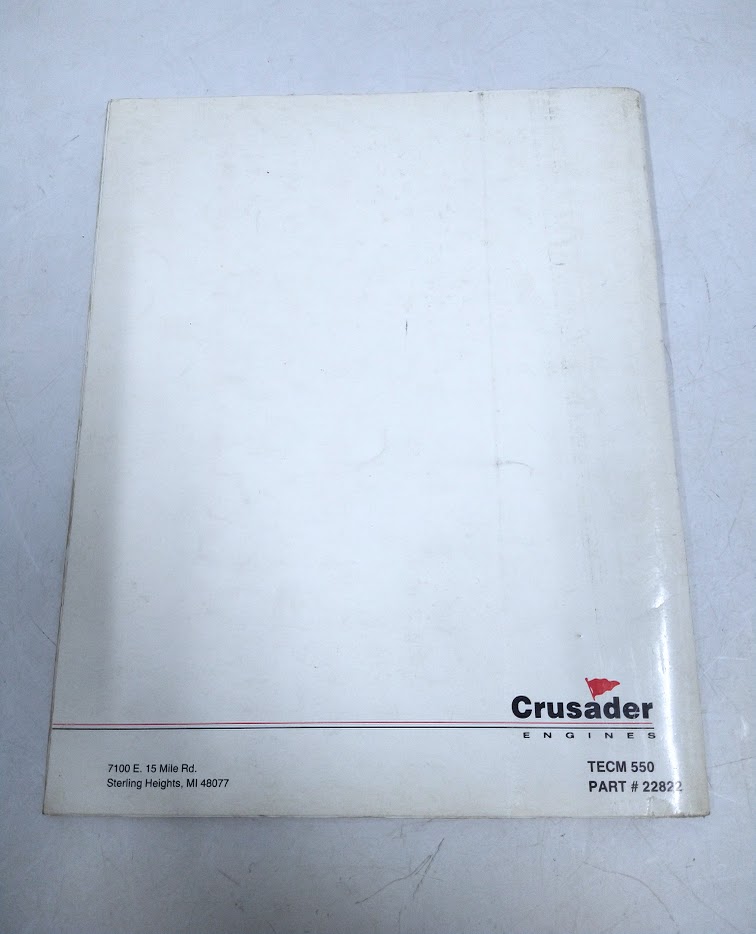 Crusader
ENGINES
7100 E. 15 Mile Rd.
Sterling Heights, MI 48077
TECM 550
PART # 22822